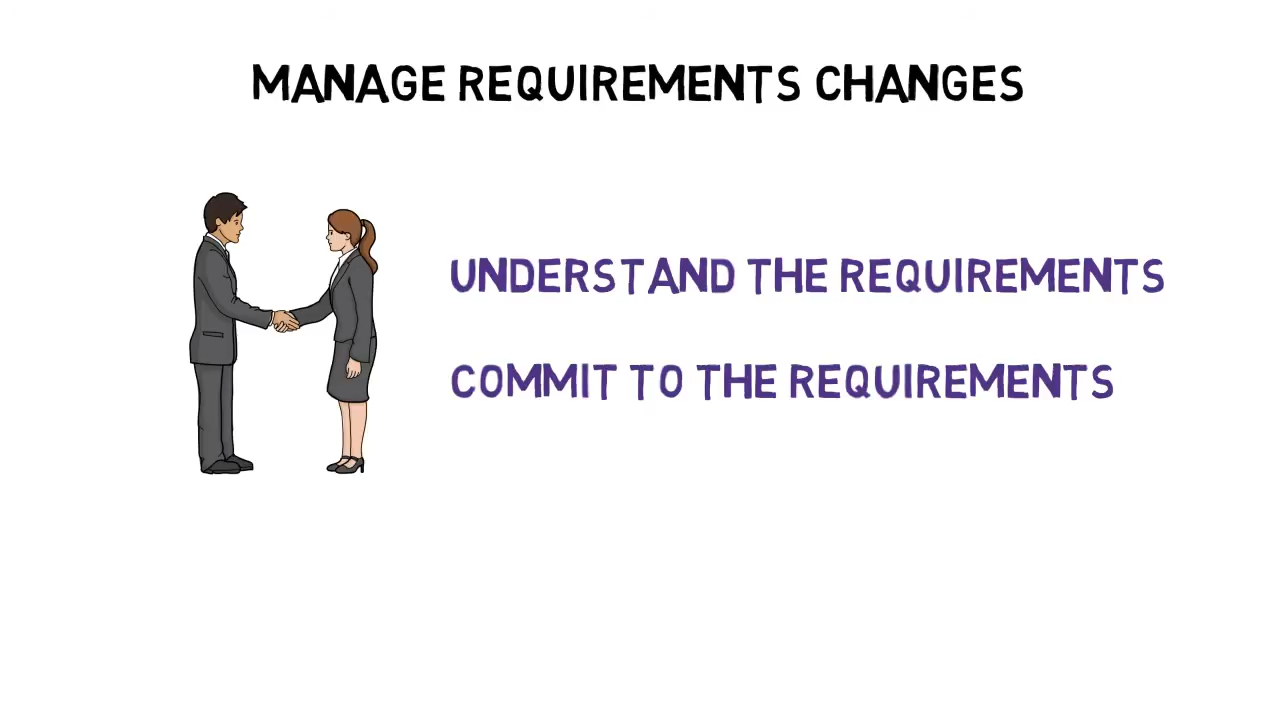 MANAGE REQUIREMENTS CHANGES
UNDERSTAND THE REQUIREMENTS
COMMIT TO THE REQUIREMENTS